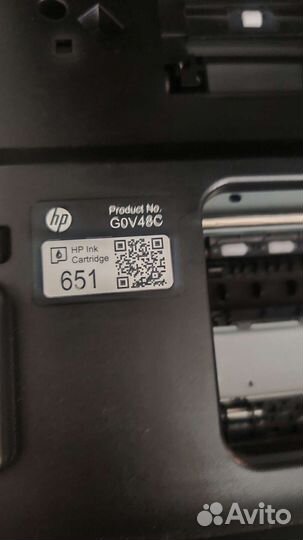 hp
Product No.
G0V48C
HP Ink
Cartridge
651
Avito